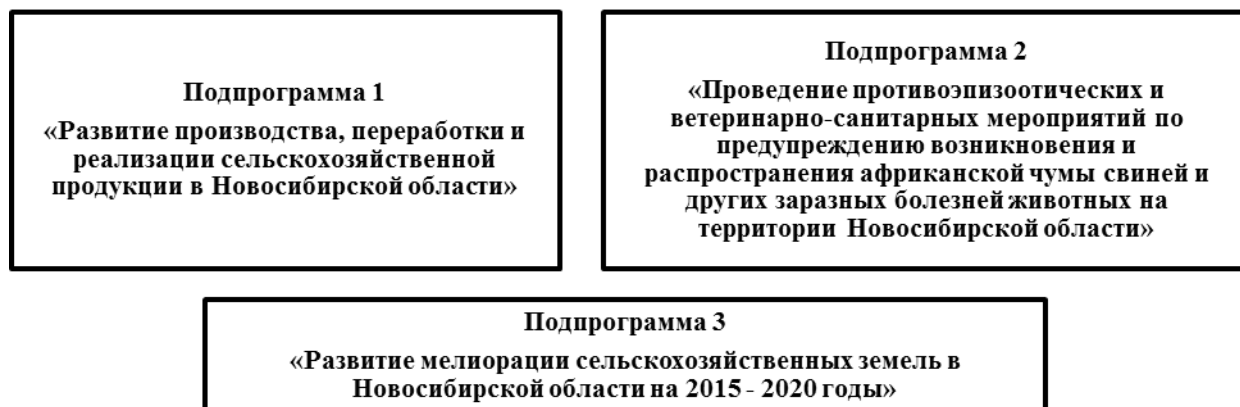 Подпрограмма 1
«Развитие производства, переработки и
реализации сельскохозяйственной
продукции в Новосибирской области»
Подпрограмма 2
«Проведение противоэпизоотических и
ветеринарно-санитарных мероприятий по
предупреждению возникновения и
распространения африканской чумы свиней и
других заразных болезней животных на
территории Новосибирской области»
Подпрограмма 3
«Развитие мелиорации сельскохозяйственных земель в
Новосибирской области на 2015 - 2020 годы»